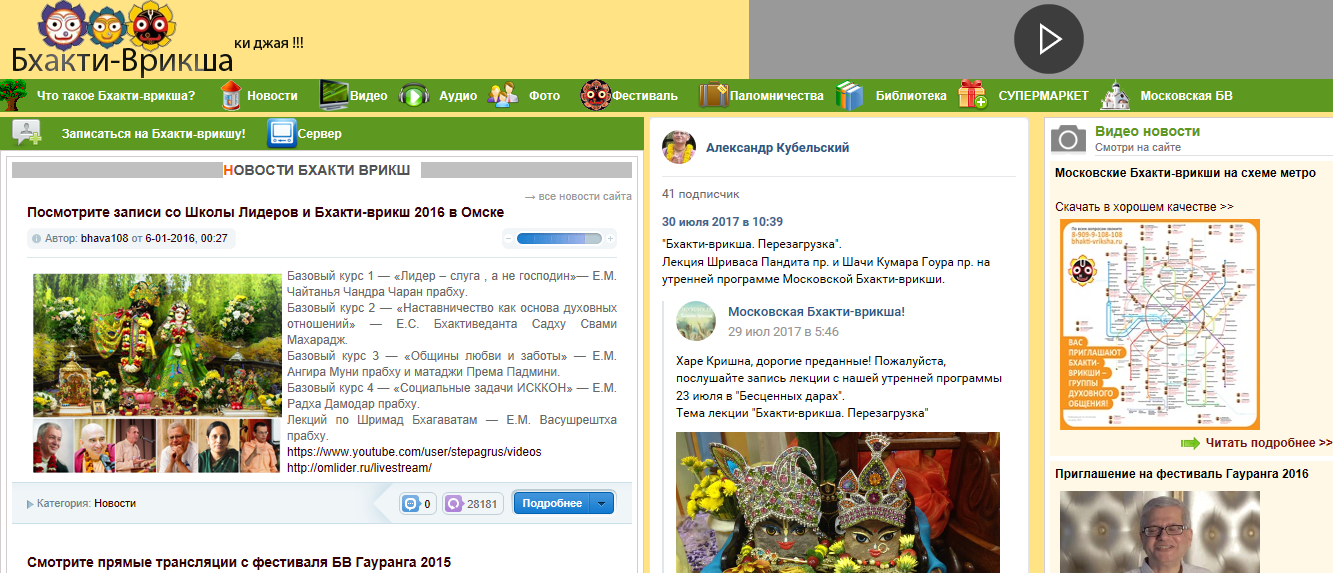 Бхакти-Врикша ки джая !!!
Что такое Бхакти-врикша?
Новости
Видео
Аудио
Фото
Фестиваль
Паломничества
Библиотека
СУПЕРМАРКЕТ
Московская БВ
Записаться на Бхакти-врикшу!
Сервер
НОВОСТИ БХАКТИ ВРИКШ
→ все новости сайта
Посмотрите записи со Школы Лидеров и Бхакти-врикш 2016 в Омске
Автор: bhava108 от 6-01-2016, 00:27
Базовый курс 1 — «Лидер – слуга , а не господин»— Е.М.
Чайтанья Чандра Чаран прабху.
Базовый курс 2 — «Наставничество как основа духовных
отношений» — Е.С. Бхактиведанта Садху Свами
Махарадж.
Базовый курс 3 — «Общины любви и заботы» — Е.М.
Ангира Муни прабху и матаджи Према Падмини.
Базовый курс 4 — «Социальные задачи ИСККОН» — Е.М.
Радха Дамодар прабху.
Лекций по Шримад Бхагаватам — Е.М. Васушрештха
прабху.
https://www.youtube.com/user/stepagrus/videos
http://omlider.ru/livestream/
Категория: Новости
0
28181
Подробнее
Смотрите прямые трансляции с фестиваля БВ Гауранга 2015
Александр Кубельский
41 подписчик
30 июля 2017 в 10:39
"Бхакти-врикша. Перезагрузка".
Лекция Шриваса Пандита пр. и Шачи Кумара Гоура пр. на
утренней программе Московской Бхакти-врикши.
Московская Бхакти-врикша!
29 июл 2017 в 5:46
Харе Кришна, дорогие преданные! Пожалуйста,
послушайте запись лекции с нашей утренней программы
23 июля в "Бесценных дарах".
Тема лекции "Бхакти-врикша. Перезагрузка"
Видео новости
Смотри на сайте
Московские Бхакти-врикши на схеме метро
Скачать в хорошем качестве >>
По всем вопросам звоните
8-909-9-108-108
bhakti-vriksha.ru
ВАС
ПРИГЛАШАЮТ
БХАКТИ-
ВРИКШИ –
ГРУППЫ
ДУХОВНОГО
ОБЩЕНИЯ!
Читать подробнее >>
Приглашение на фестиваль Гауранга 2016